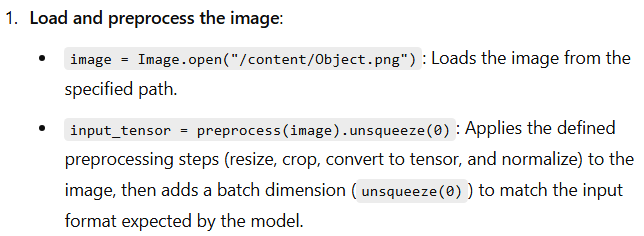 1. Load and preprocess the image:
• image = Image.open("/content/Object.png") : Loads the image from the
specified path.
• input_tensor = preprocess(image).unsqueeze(0) : Applies the defined
preprocessing steps (resize, crop, convert to tensor, and normalize) to the
image, then adds a batch dimension ( unsqueeze(0) ) to match the input
format expected by the model.